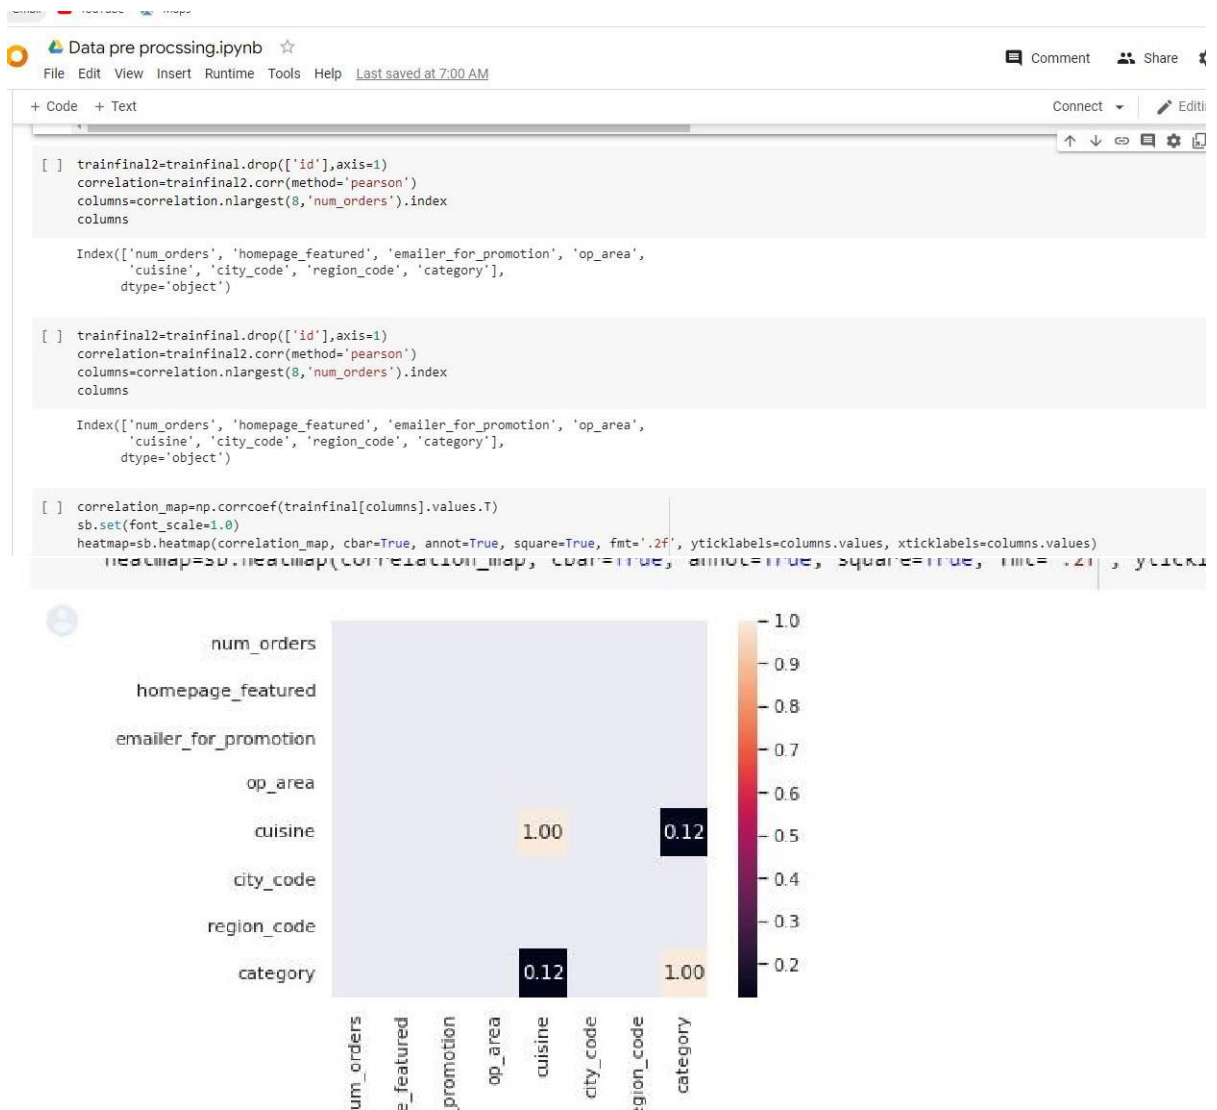 Data pre procssing.ipynb
File Edit View Insert Runtime Tools Help Last saved at 7:00 AM
Comment Share
+ Code + Text
Connect
[ ] trainfinal2=trainfinal.drop(['id'],axis=1)
correlation=trainfinal2.corr(method='pearson')
columns=correlation.nlargest(8,'num_orders').index
columns
Index(['num_orders', 'homepage_featured', 'emailer_for_promotion', 'op_area',
'cuisine', 'city_code', 'region_code', 'category'],
dtype='object')
[ ] trainfinal2=trainfinal.drop(['id'],axis=1)
correlation=trainfinal2.corr(method='pearson')
columns=correlation.nlargest(8,'num_orders').index
columns
Index(['num_orders', 'homepage_featured', 'emailer_for_promotion', 'op_area',
'cuisine', 'city_code', 'region_code', 'category'],
dtype='object')
[ ] correlation_map=np.corrcoef(trainfinal[columns].values.T)
sb.set(font_scale=1.0)
heatmap=sb.heatmap(correlation_map, cbar=True, annot=True, square=True, fmt='.2f', yticklabels=columns.values, xticklabels=columns.values)
num_orders
homepage_featured
emailer_for_promotion
op_area
cuisine 1.00 0.12
city_code
region_code
category 0.12 1.00
1.0
0.9
0.8
0.7
0.6
0.5
0.4
0.3
0.2
op_area
cuisine
city_code
category